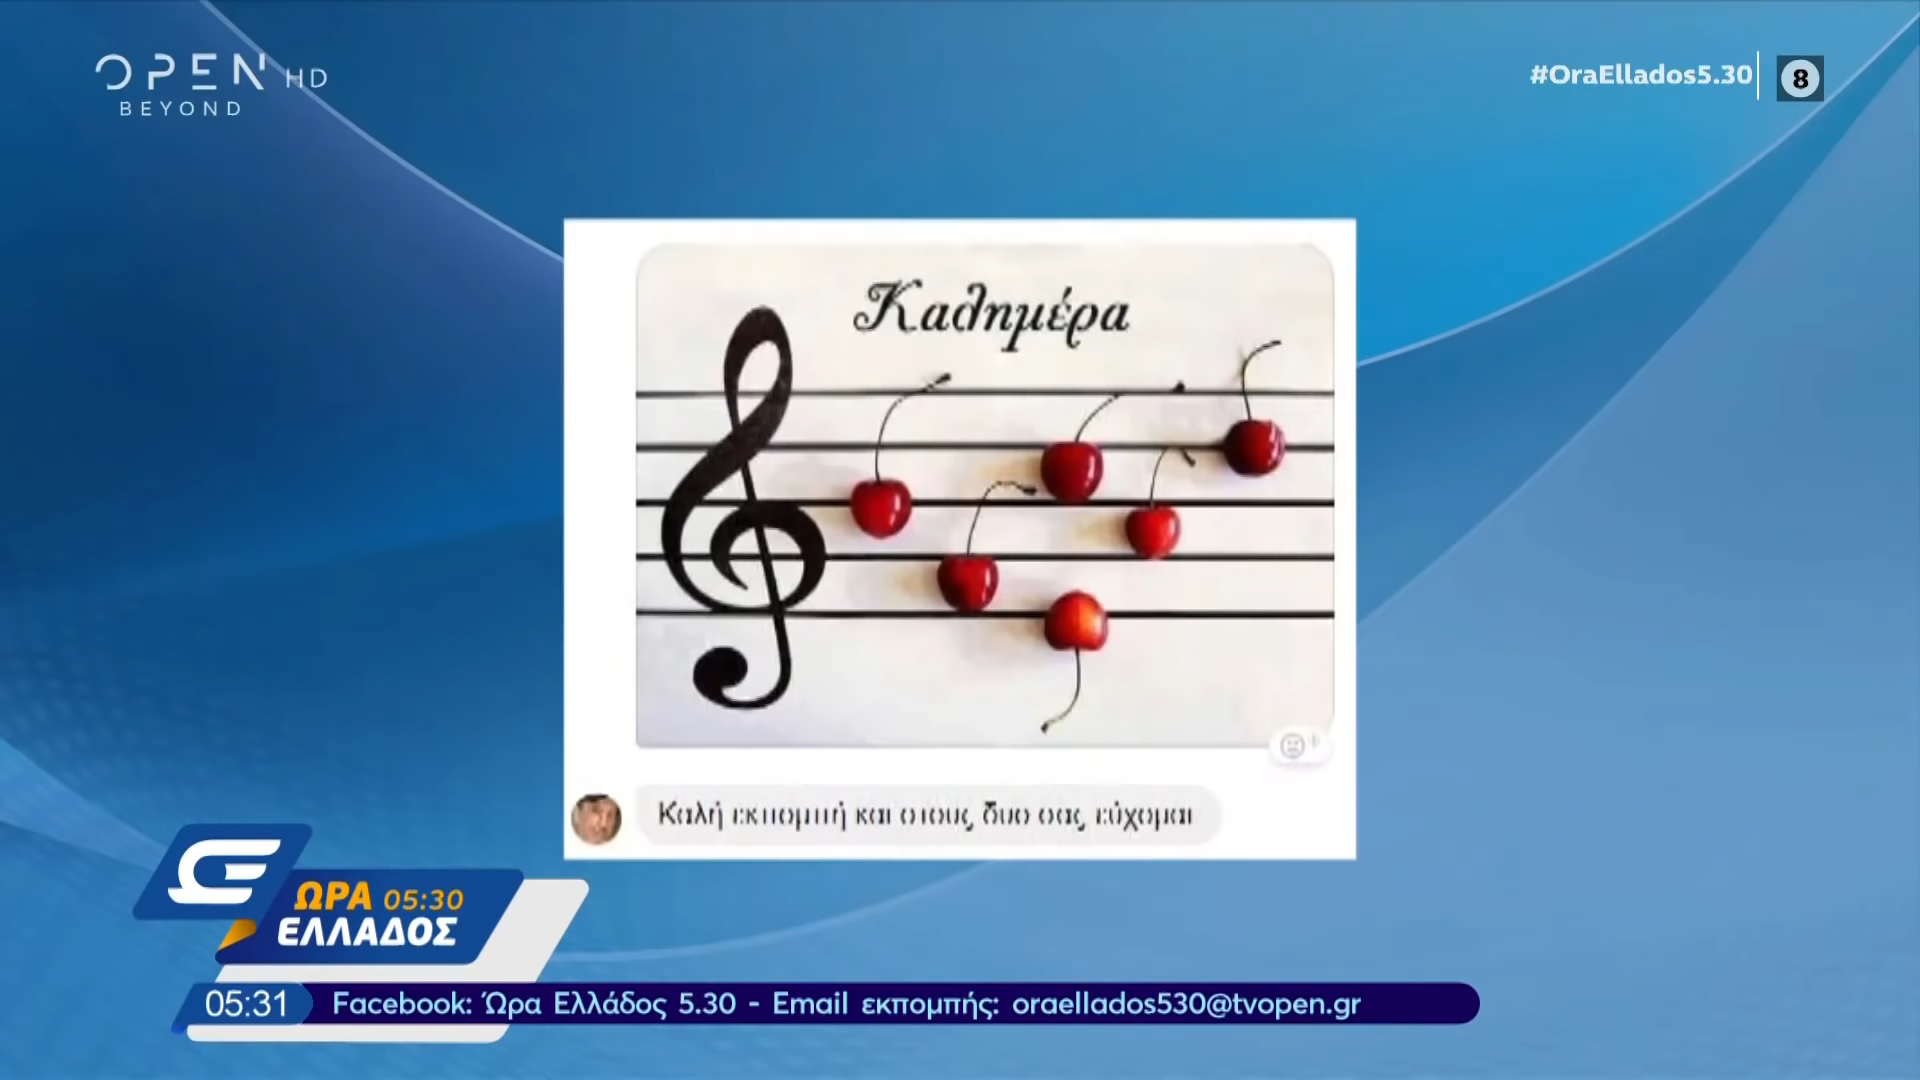 OPEN HD
BEYOND
#OraEllados5.30
8
Καλημέρα
Καλή εκπομπή και στους δυο σας εύχομαι
ΩΡΑ 05:30
ΕΛΛΑΔΟΣ
05:31
Facebook: Ώρα Ελλάδος 5.30 - Email εκπομπής: oraellados530@tvopen.gr